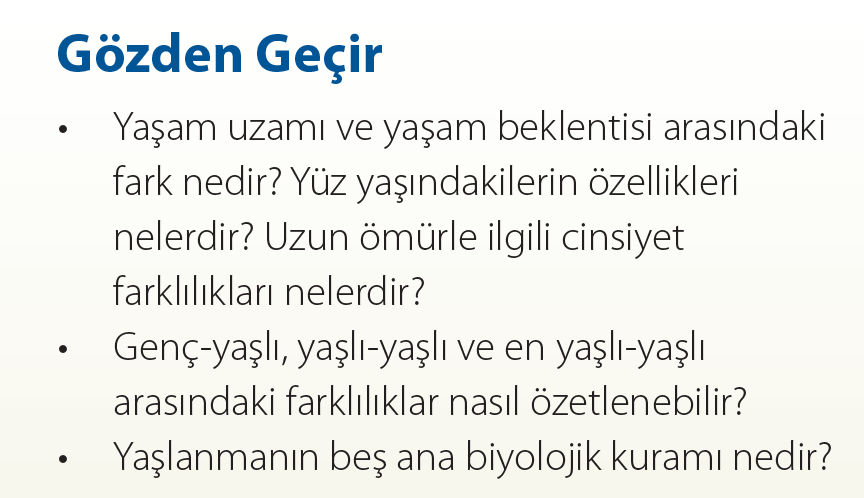 Gözden Geçir
• Yaşam uzamı ve yaşam beklentisi arasındaki
fark nedir? Yüz yaşındakilerin özellikleri
nelerdir? Uzun ömürle ilgili cinsiyet
farklılıkları nelerdir?
• Genç-yaşlı, yaşlı-yaşlı ve en yaşlı-yaşlı
arasındaki farklılıklar nasıl özetlenebilir?
• Yaşlanmanın beş ana biyolojik kuramı nedir?